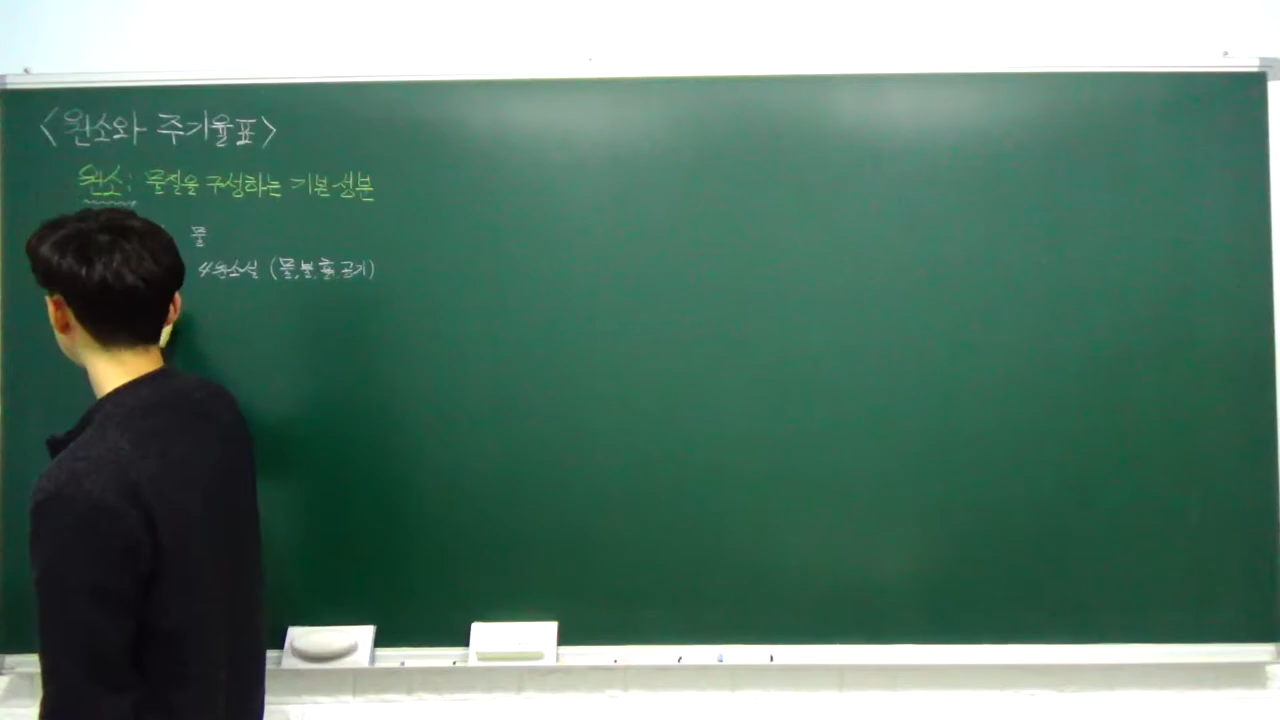 <원소와 주기율표>
원소: 물질을 구성하는 기본 성분
물
4원소설 (물, 불, 흙, 공기)